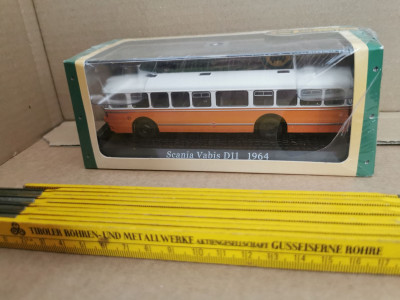 Scania Vabis D11 1964
TIROLER RÖHREN- UND METALLWERKE AKTIENGESELLSCHAFT GUSSEISERNE ROHRE